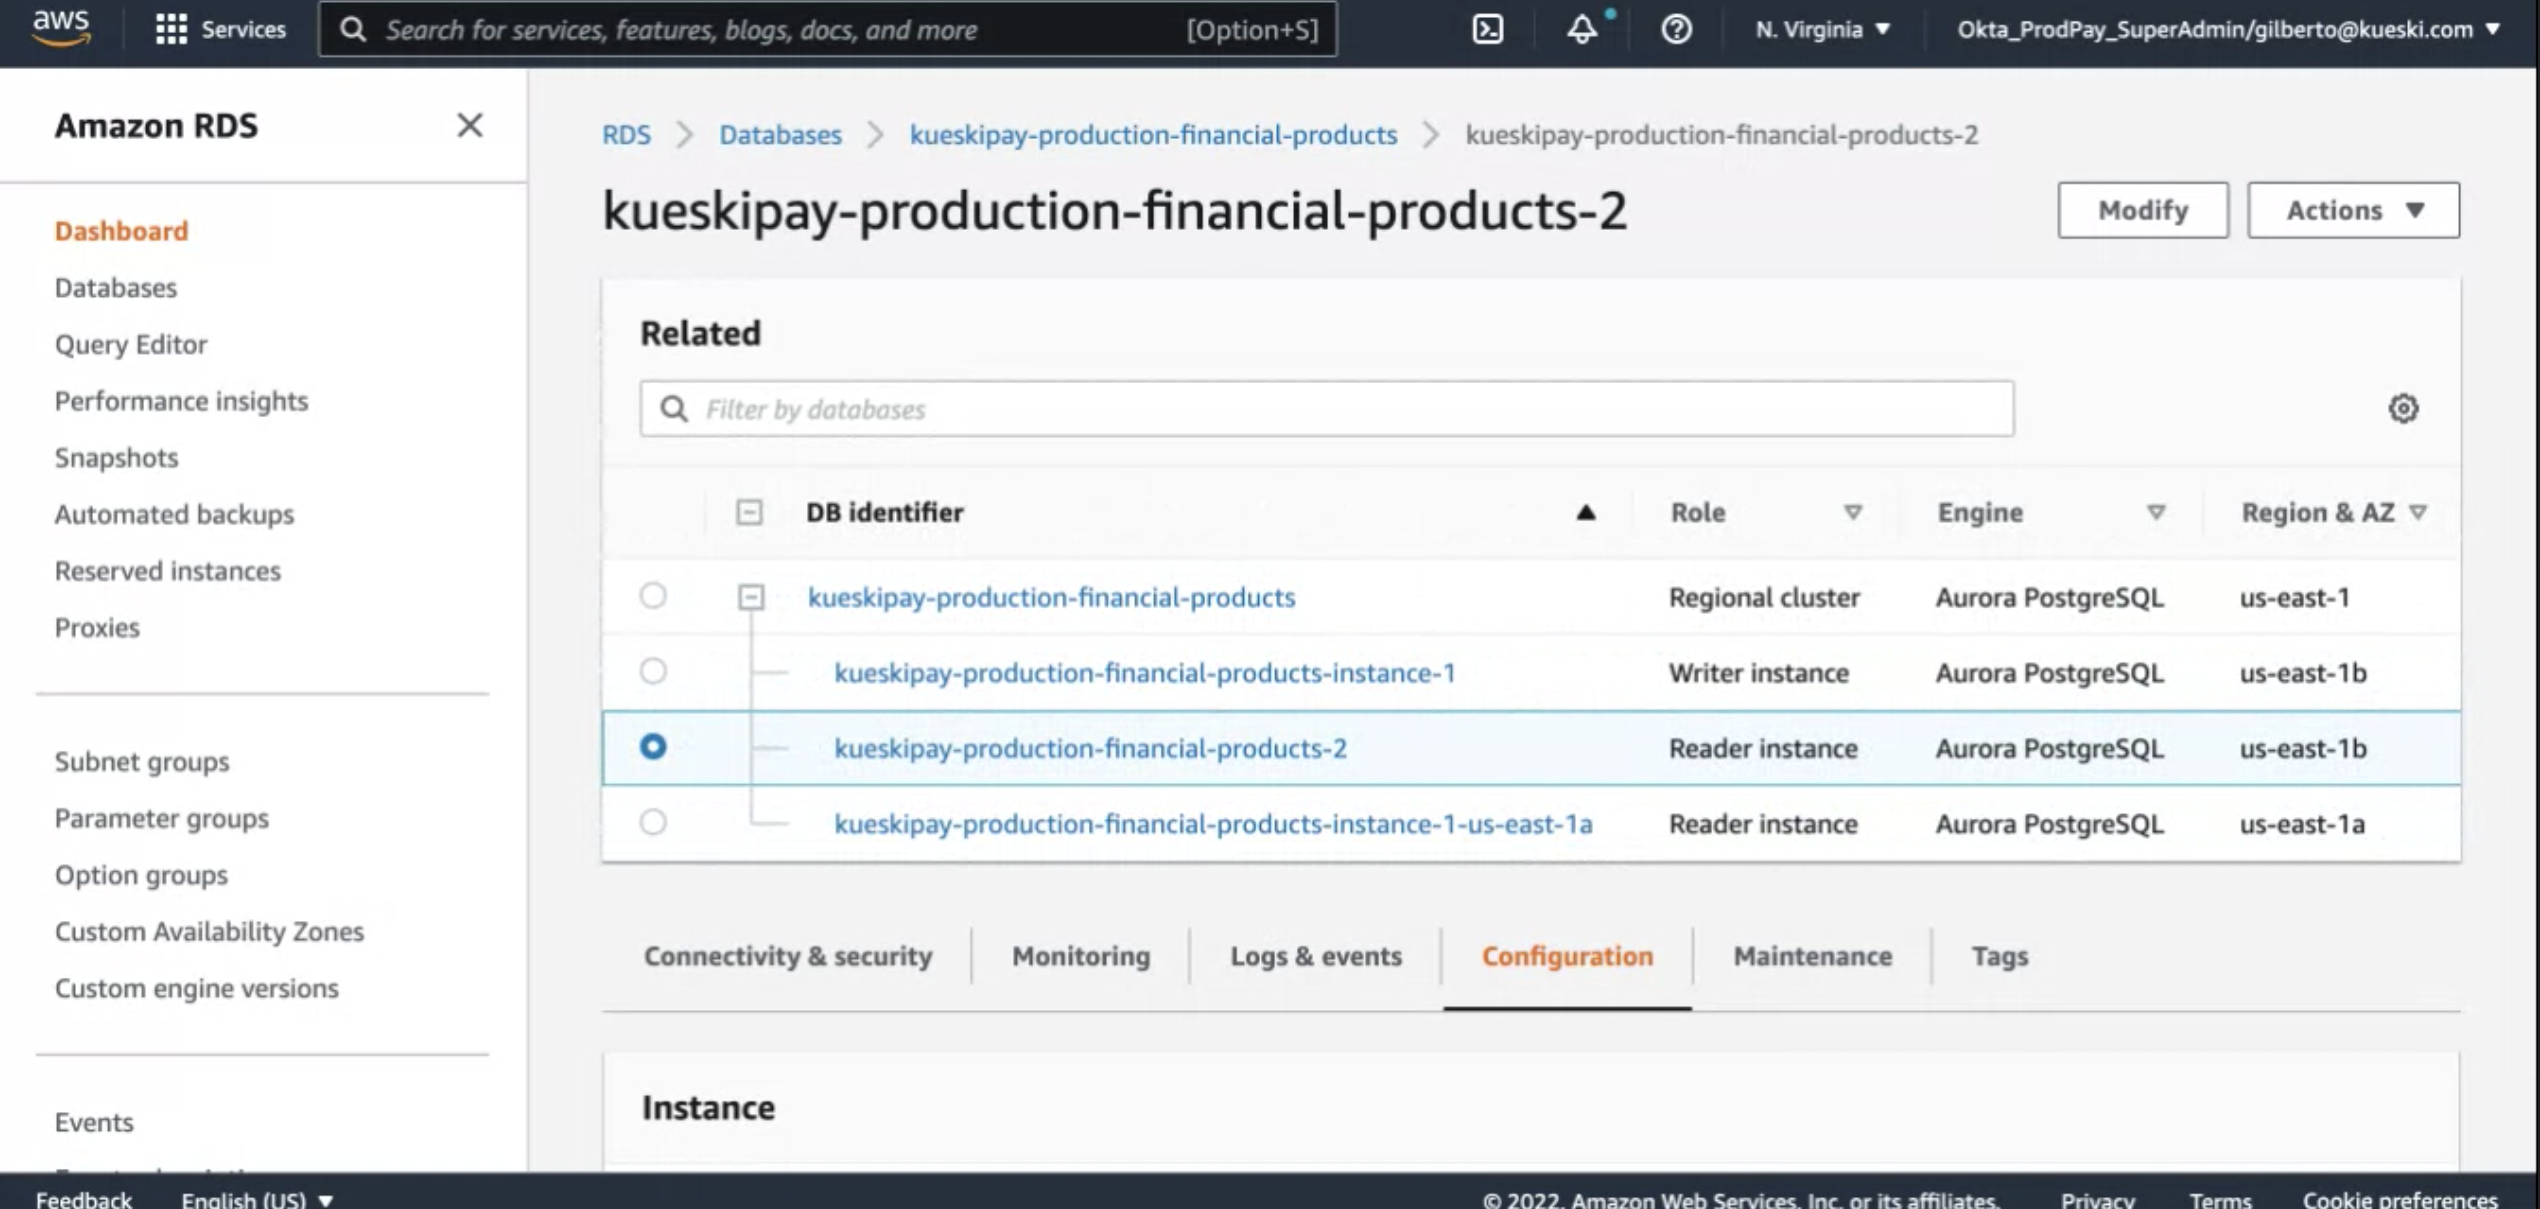 aws
Services
Search for services, features, blogs, docs, and more [Option+S]
N. Virginia ▼
Okta_ProdPay_SuperAdmin/gilberto@kueski.com ▼
Amazon RDS
Dashboard
Databases
Query Editor
Performance insights
Snapshots
Automated backups
Reserved instances
Proxies
Subnet groups
Parameter groups
Option groups
Custom Availability Zones
Custom engine versions
Events
RDS > Databases > kueskipay-production-financial-products > kueskipay-production-financial-products-2
kueskipay-production-financial-products-2
Modify
Actions ▼
Related
Filter by databases
DB identifier Role Engine Region & AZ
kueskipay-production-financial-products Regional cluster Aurora PostgreSQL us-east-1
kueskipay-production-financial-products-instance-1 Writer instance Aurora PostgreSQL us-east-1b
kueskipay-production-financial-products-2 Reader instance Aurora PostgreSQL us-east-1b
kueskipay-production-financial-products-instance-1-us-east-1a Reader instance Aurora PostgreSQL us-east-1a
Connectivity & security Monitoring Logs & events Configuration Maintenance Tags
Instance
Feedback English (US) ▼ © 2022, Amazon Web Services, Inc. or its affiliates. Privacy Terms Cookie preferences